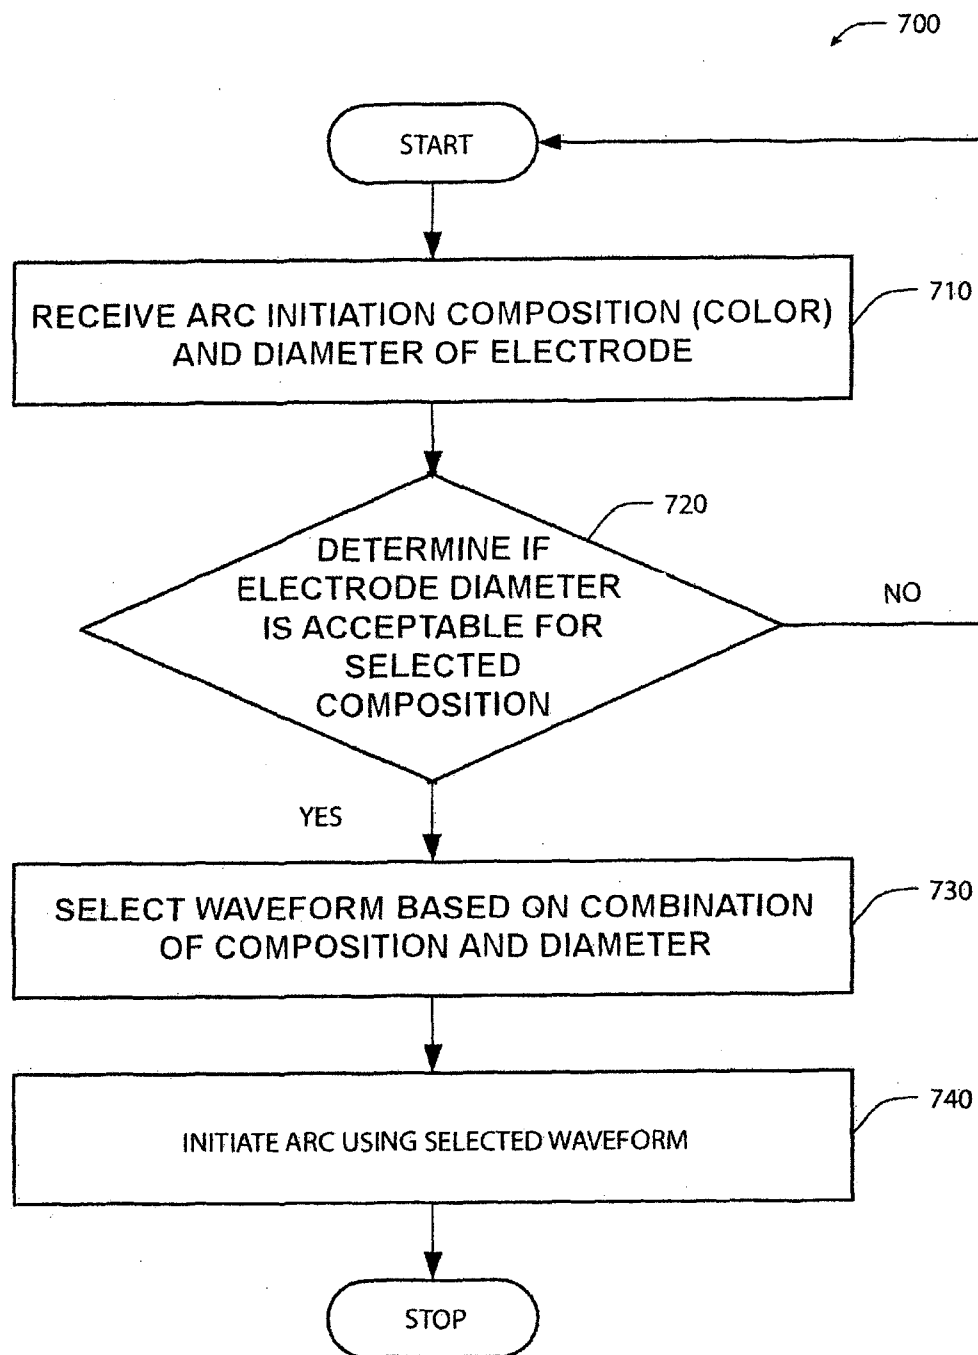 700
START
RECEIVE ARC INITIATION COMPOSITION (COLOR)
AND DIAMETER OF ELECTRODE
710
720
DETERMINE IF
ELECTRODE DIAMETER
IS ACCEPTABLE FOR
SELECTED
COMPOSITION
NO
YES
SELECT WAVEFORM BASED ON COMBINATION
OF COMPOSITION AND DIAMETER
730
INITIATE ARC USING SELECTED WAVEFORM
740
STOP